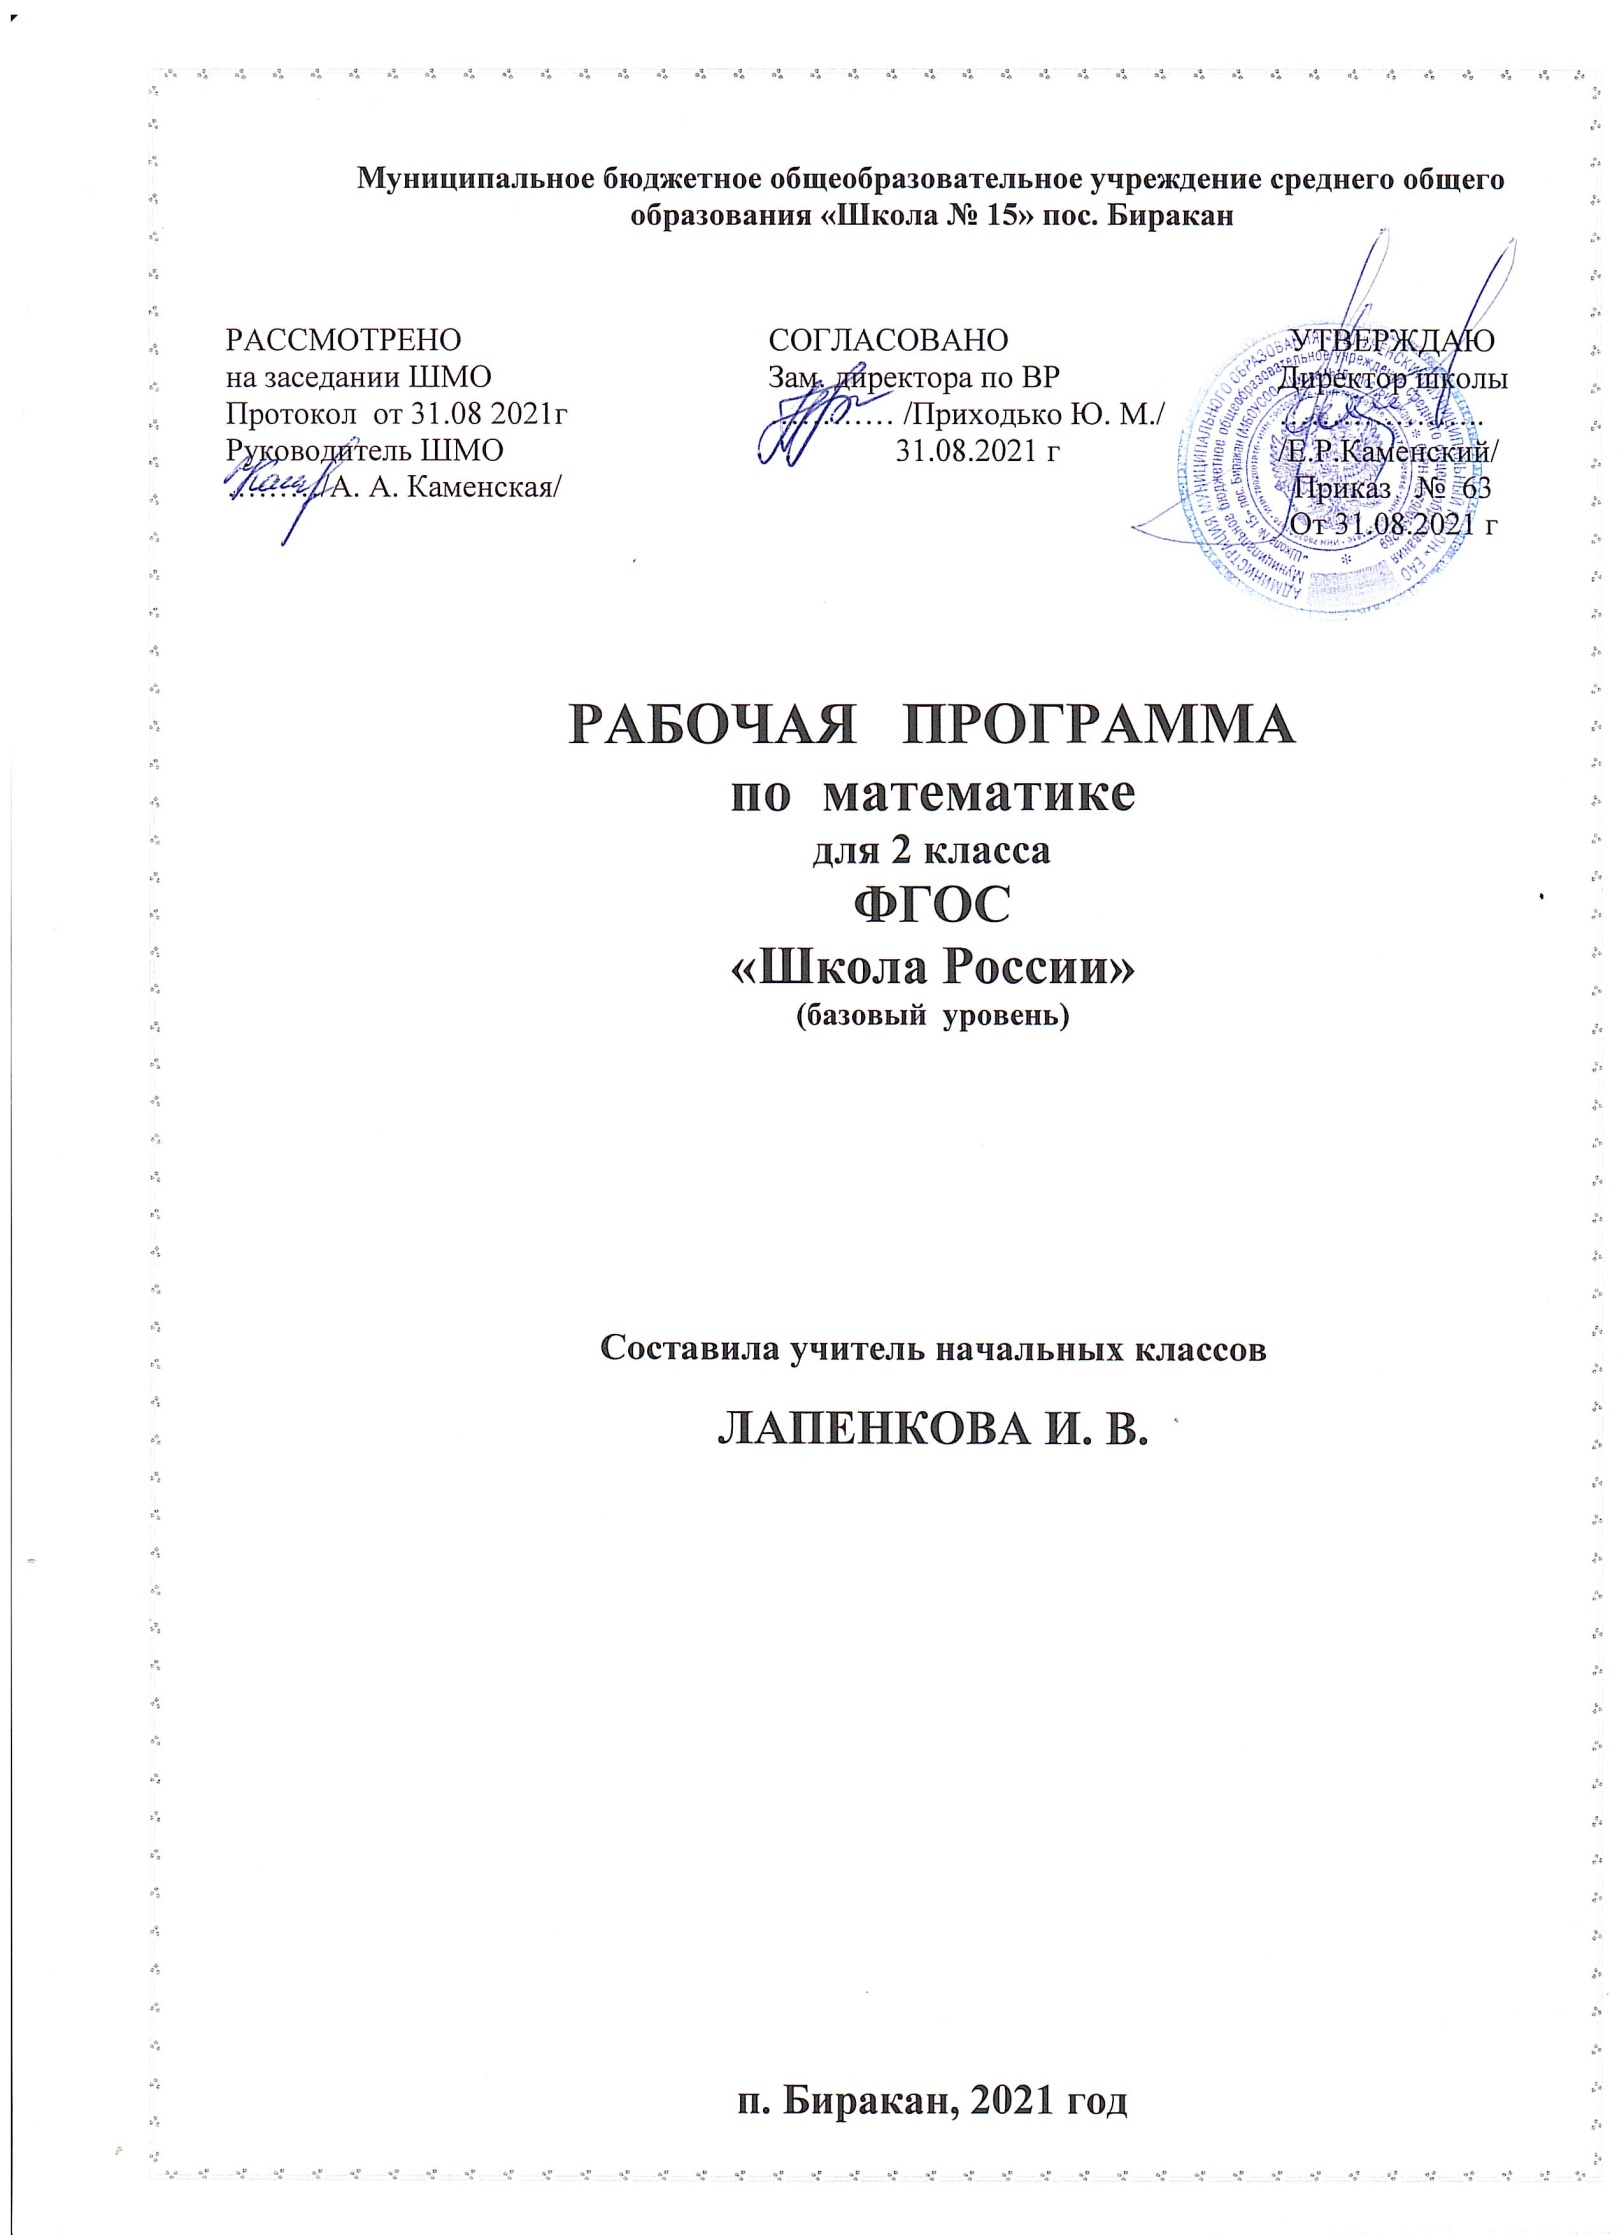 Муниципальное бюджетное общеобразовательное учреждение среднего общего
образования «Школа № 15» пос. Биракан
РАССМОТРЕНО
на заседании ШМО
Протокол от 31.08 2021г
Руководитель ШМО
........../А. А. Каменская/
СОГЛАСОВАНО
Зам. директора по ВР
………… /Приходько Ю. М./
31.08.2021 г
УТВЕРЖДАЮ
Директор школы
…………………
/Е.Р.Каменский/
Приказ № 63
От 31.08.2021 г
РАБОЧАЯ ПРОГРАММА
по математике
для 2 класса
ФГОС
«Школа России»
(базовый уровень)
Составила учитель начальных классов
ЛАПЕНКОВА И. В.
п. Биракан, 2021 год